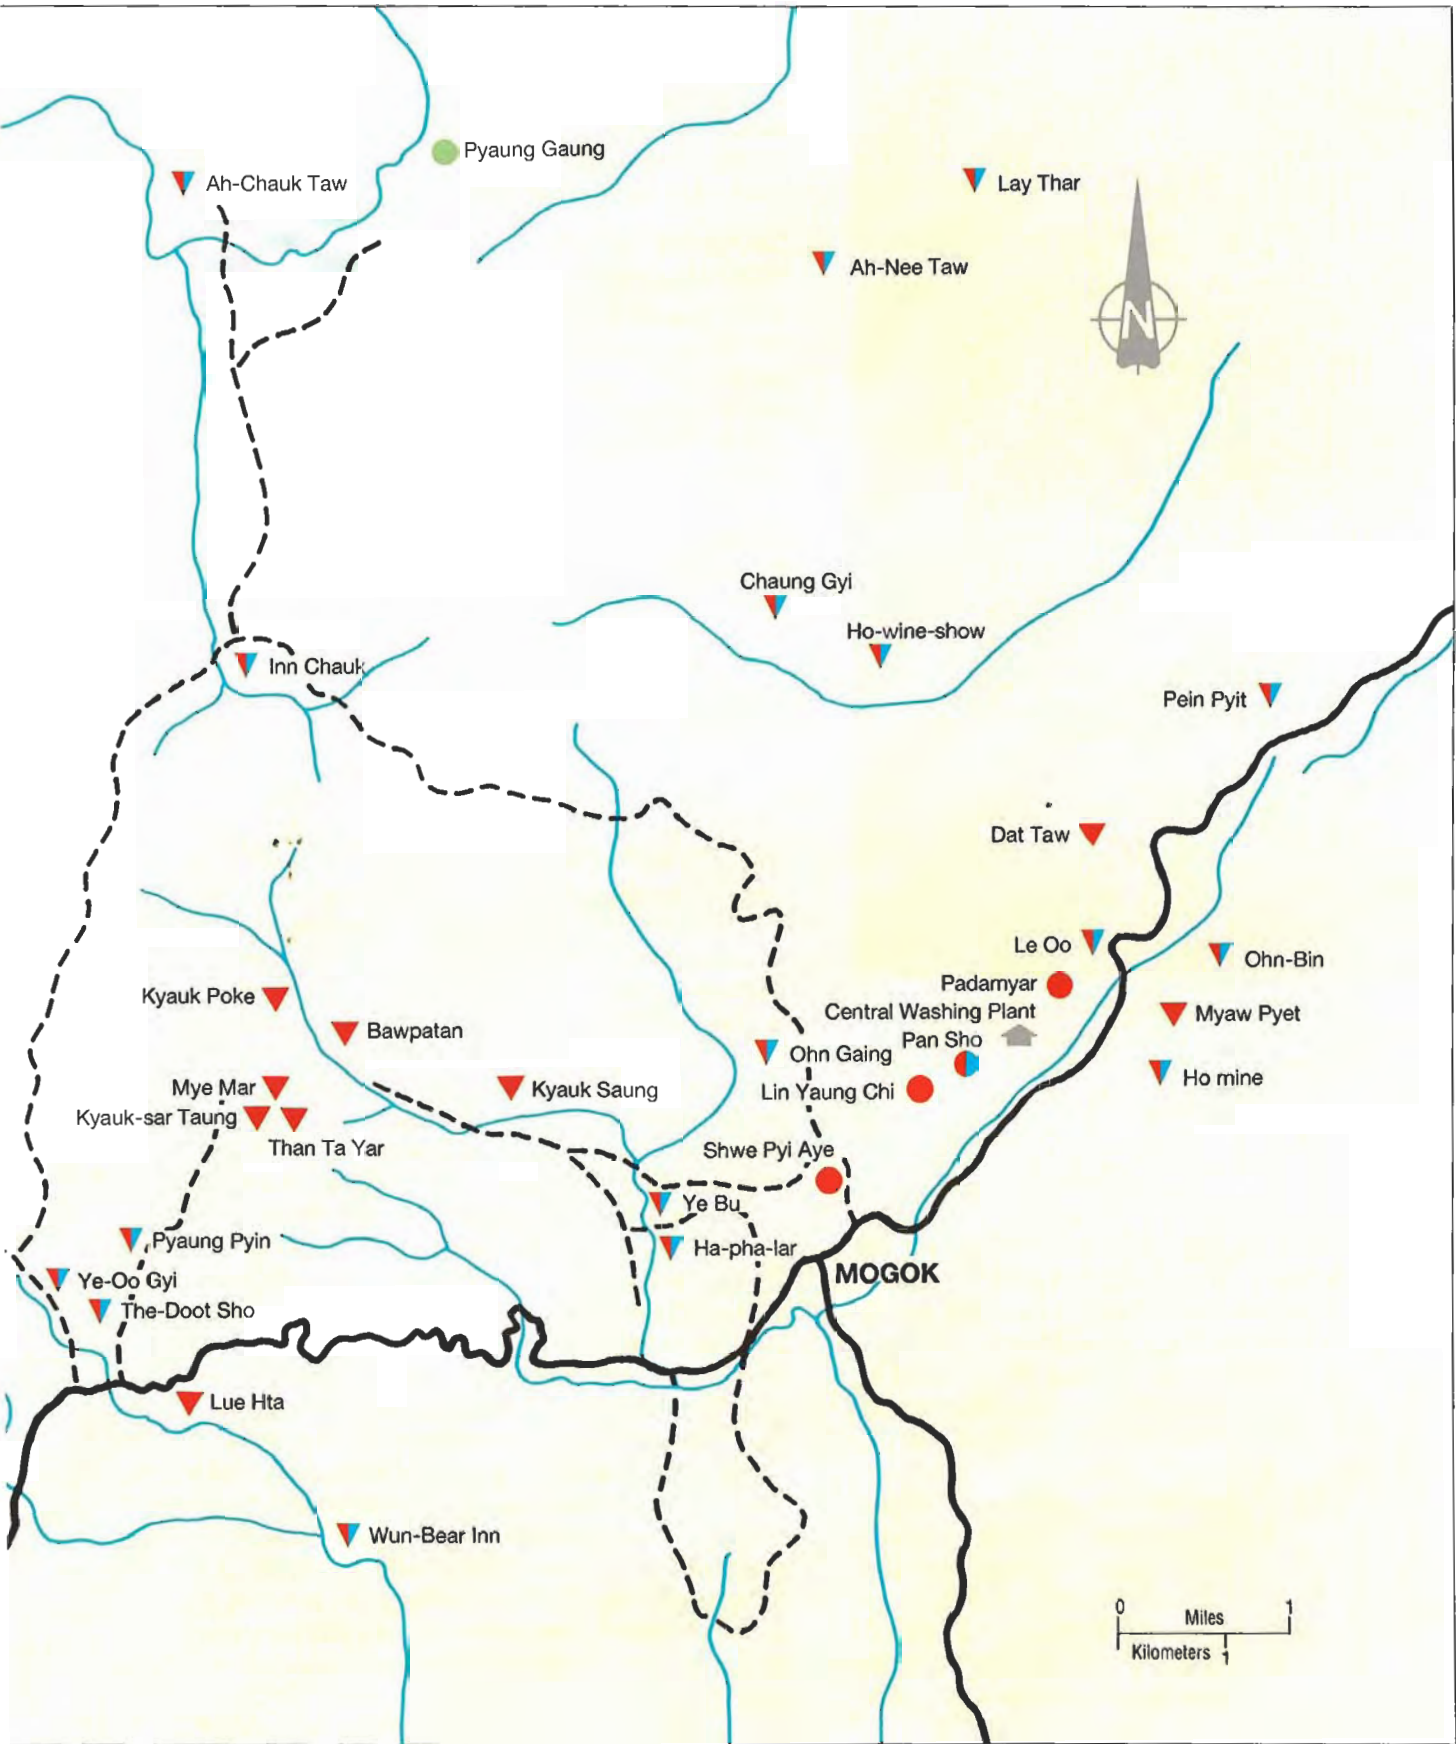 Pyaung Gaung
Ah-Chauk Taw
Lay Thar
Ah-Nee Taw
N
Chaung Gyi
Ho-wine-show
Inn Chauk
Pein Pyit
Dat Taw
Le Oo
Ohn-Bin
Padamyar
Kyauk Poke
Central Washing Plant
Myaw Pyet
Bawpatan
Pan Sho
Ohn Gaing
Ho mine
Mye Mar
Kyauk Saung
Lin Yaung Chi
Kyauk-sar Taung
Than Ta Yar
Shwe Pyi Aye
Ye Bu
Pyaung Pyin
Ha-pha-lar
MOGOK
Ye-Oo Gyi
The-Doot Sho
Lue Hta
Wun-Bear Inn
0 Miles 1
Kilometers 1